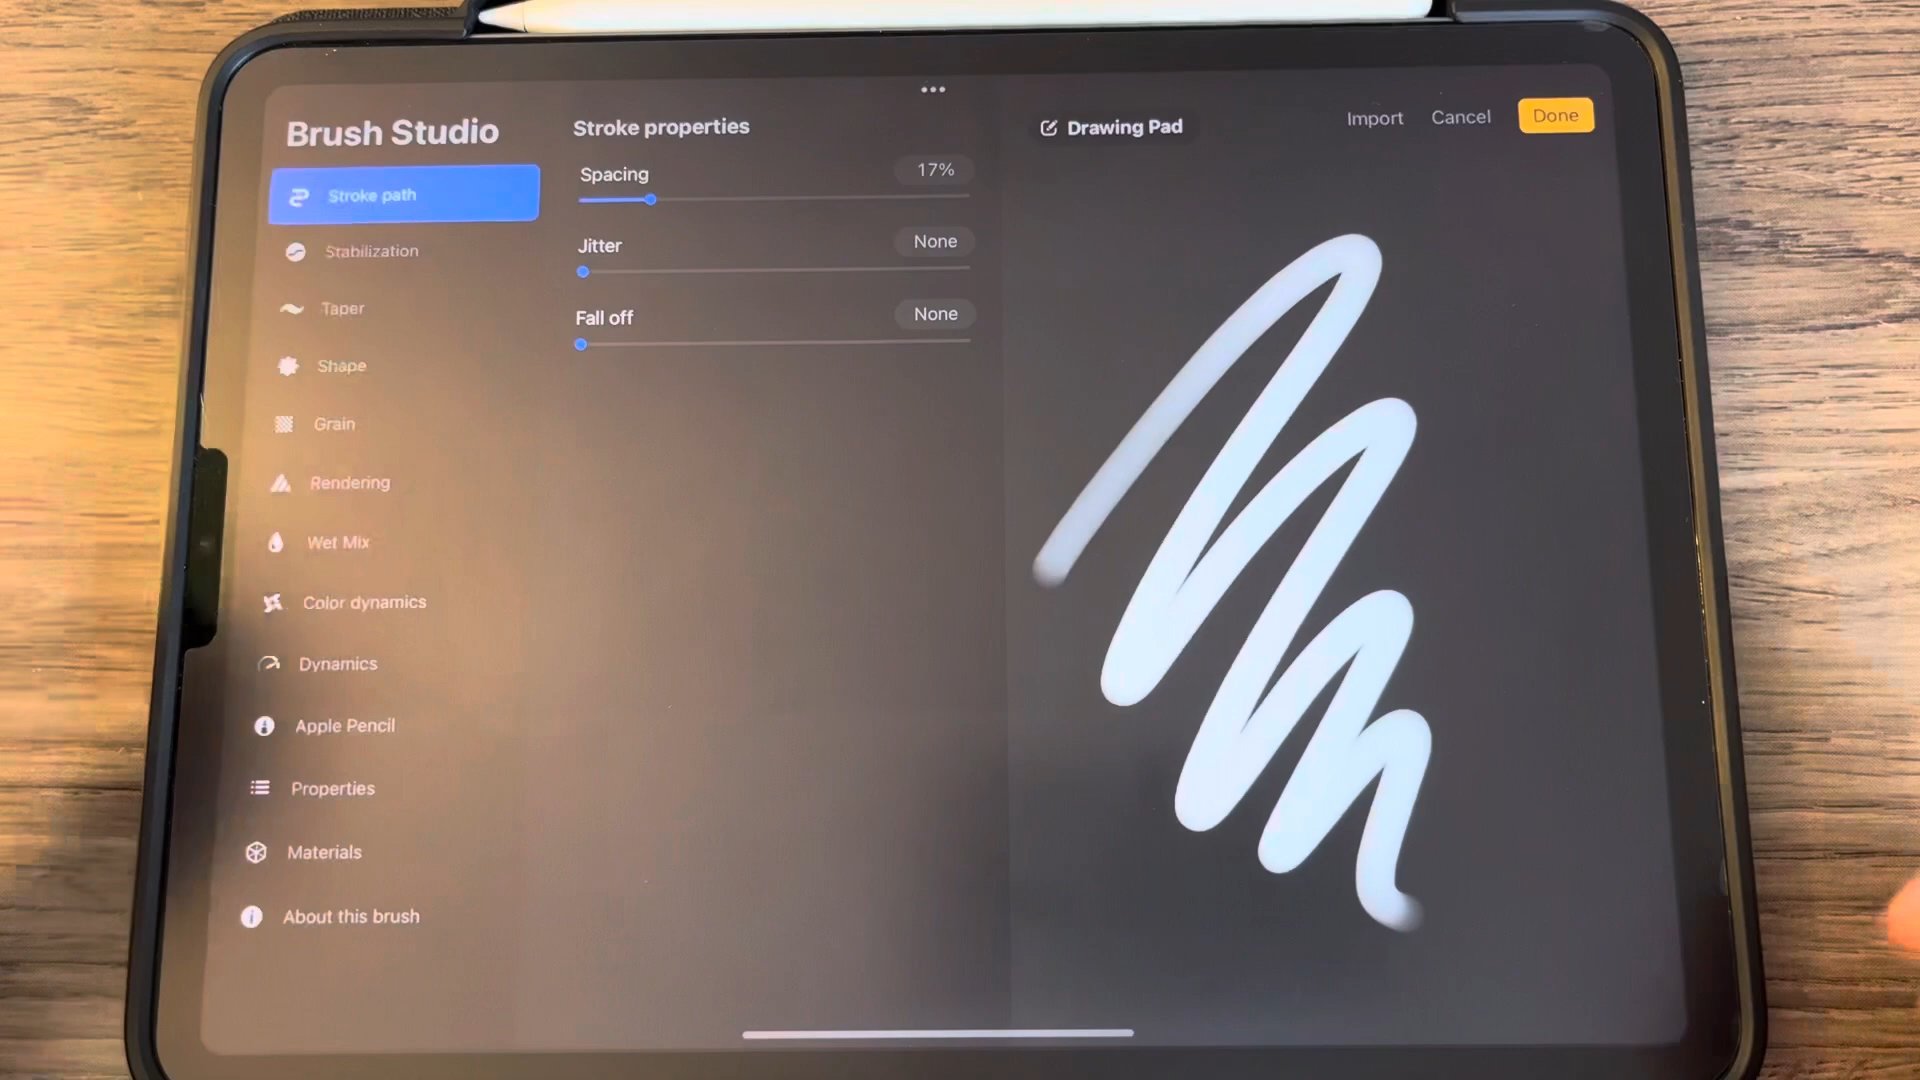 Brush Studio
Stroke path
Stabilization
Taper
Shape
Grain
Rendering
Wet Mix
Color dynamics
Dynamics
Apple Pencil
Properties
Materials
About this brush
Stroke properties
Spacing 17%
Jitter None
Fall off None
Drawing Pad
Import Cancel Done